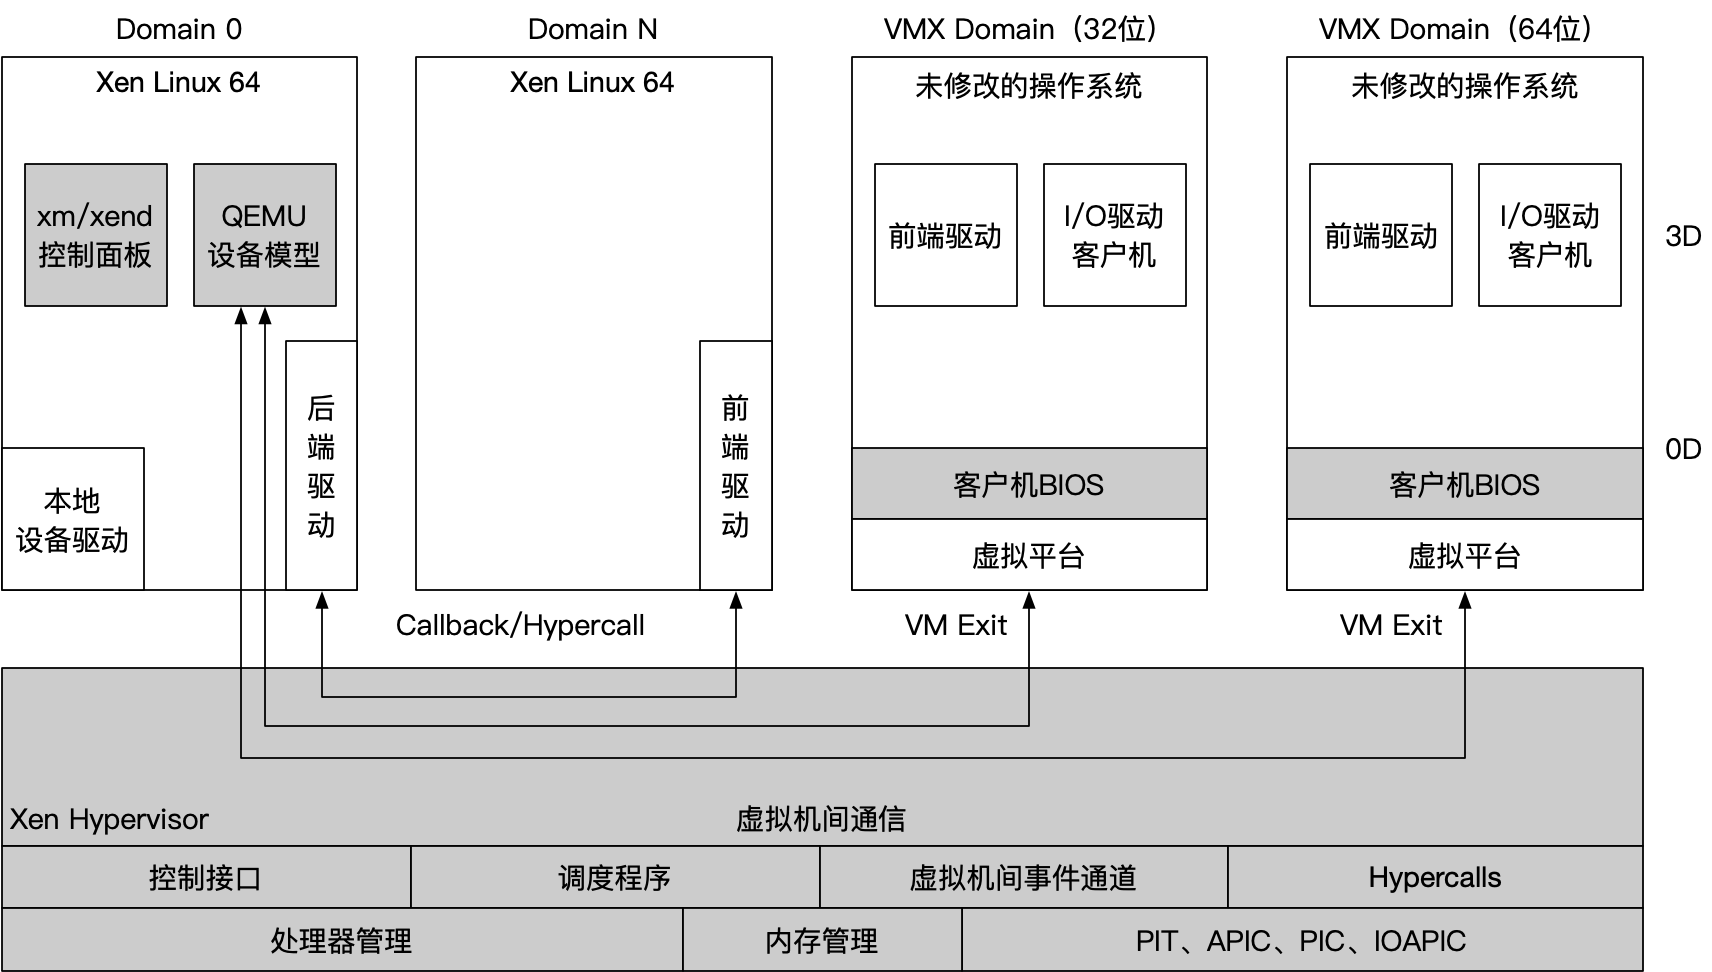 Domain 0
Domain N
VMX Domain（32位）
VMX Domain（64位）
Xen Linux 64
Xen Linux 64
未修改的操作系统
未修改的操作系统
xm/xend
控制面板
QEMU
设备模型
前端驱动
I/O驱动
客户机
前端驱动
I/O驱动
客户机
3D
后端驱动
前端驱动
0D
本地
设备驱动
客户机BIOS
客户机BIOS
虚拟平台
虚拟平台
Callback/Hypercall
VM Exit
VM Exit
Xen Hypervisor
虚拟机间通信
控制接口
调度程序
虚拟机间事件通道
Hypercalls
处理器管理
内存管理
PIT、APIC、PIC、IOAPIC